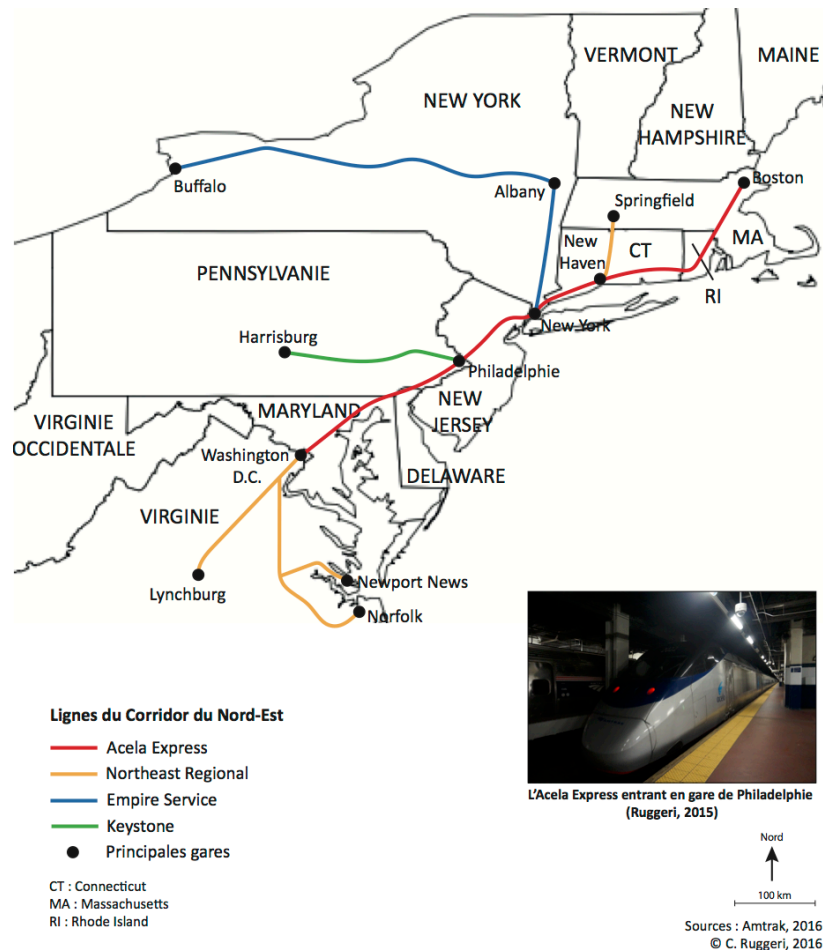 VERMONT
MAINE
NEW YORK
NEW
HAMPSHIRE
Boston
Buffalo
Albany
Springfield
New
Haven
CT
MA
RI
PENNSYLVANIE
New York
Harrisburg
Philadelphie
NEW
JERSEY
MARYLAND
VIRGINIE
OCCIDENTALE
Washington
D.C.
DELAWARE
VIRGINIE
Lynchburg
Newport News
Norfolk
Lignes du Corridor du Nord-Est
Acela Express
Northeast Regional
Empire Service
Keystone
Principales gares
CT : Connecticut
MA : Massachusetts
RI : Rhode Island
L'Acela Express entrant en gare de Philadelphie
(Ruggeri, 2015)
Nord
100 km
Sources : Amtrak, 2016
© C. Ruggeri, 2016